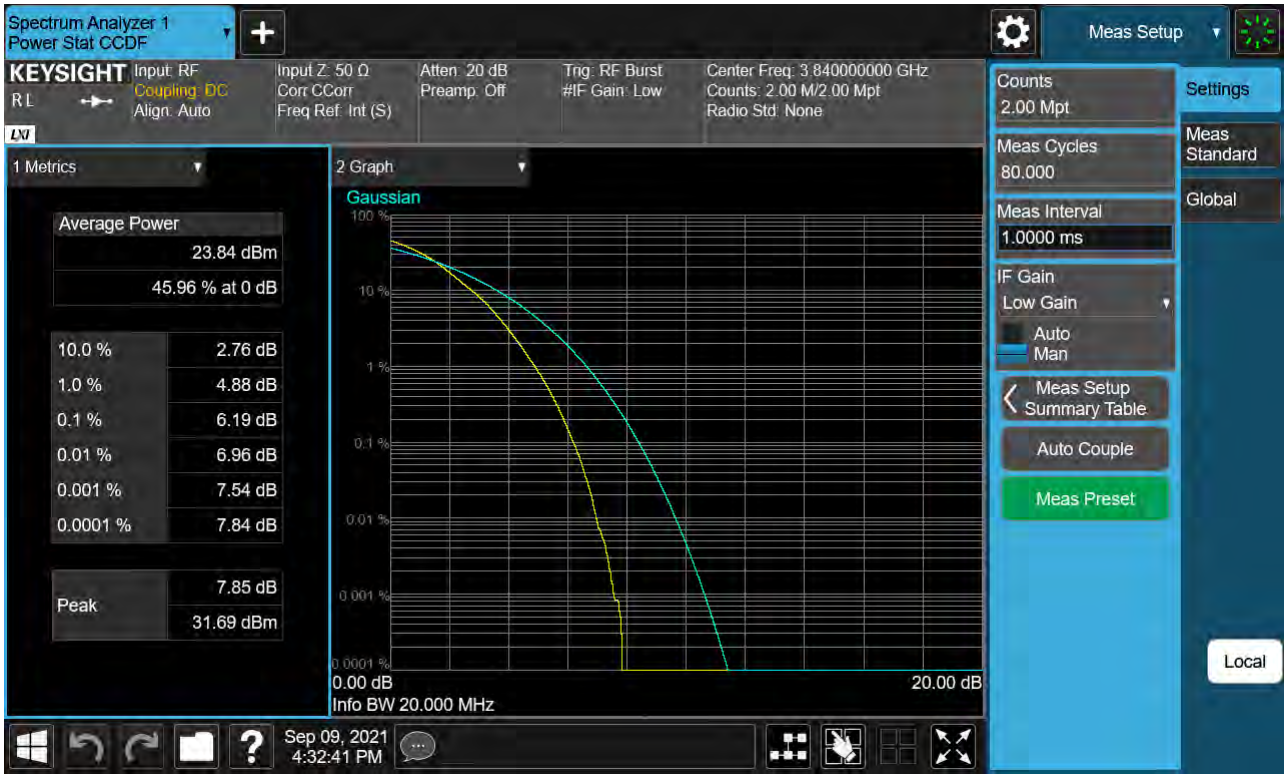 Spectrum Analyzer 1
Power Stat CCDF
+
Meas Setup
KEYSIGHT
RL
LXI
Input: RF
Coupling: DC
Align: Auto
Input Z: 50 Ω
Corr CCorr
Freq Ref: Int (S)
Atten: 20 dB
Preamp: Off
Trig: RF Burst
#IF Gain: Low
Center Freq: 3.840000000 GHz
Counts: 2.00 M/2.00 Mpt
Radio Std: None
1 Metrics
Average Power
23.84 dBm
45.96 % at 0 dB
10.0 % 2.76 dB
1.0 % 4.88 dB
0.1 % 6.19 dB
0.01 % 6.96 dB
0.001 % 7.54 dB
0.0001 % 7.84 dB
Peak
7.85 dB
31.69 dBm
2 Graph
Gaussian
100 %
10 %
1 %
0.1 %
0.01 %
0.001 %
0.0001 %
0.00 dB 20.00 dB
Info BW 20.000 MHz
Counts
2.00 Mpt
Meas Cycles
80.000
Meas Interval
1.0000 ms
IF Gain
Low Gain
Auto
Man
Meas Setup
Summary Table
Auto Couple
Meas Preset
Settings
Meas
Standard
Global
Local
?
Sep 09, 2021
4:32:41 PM